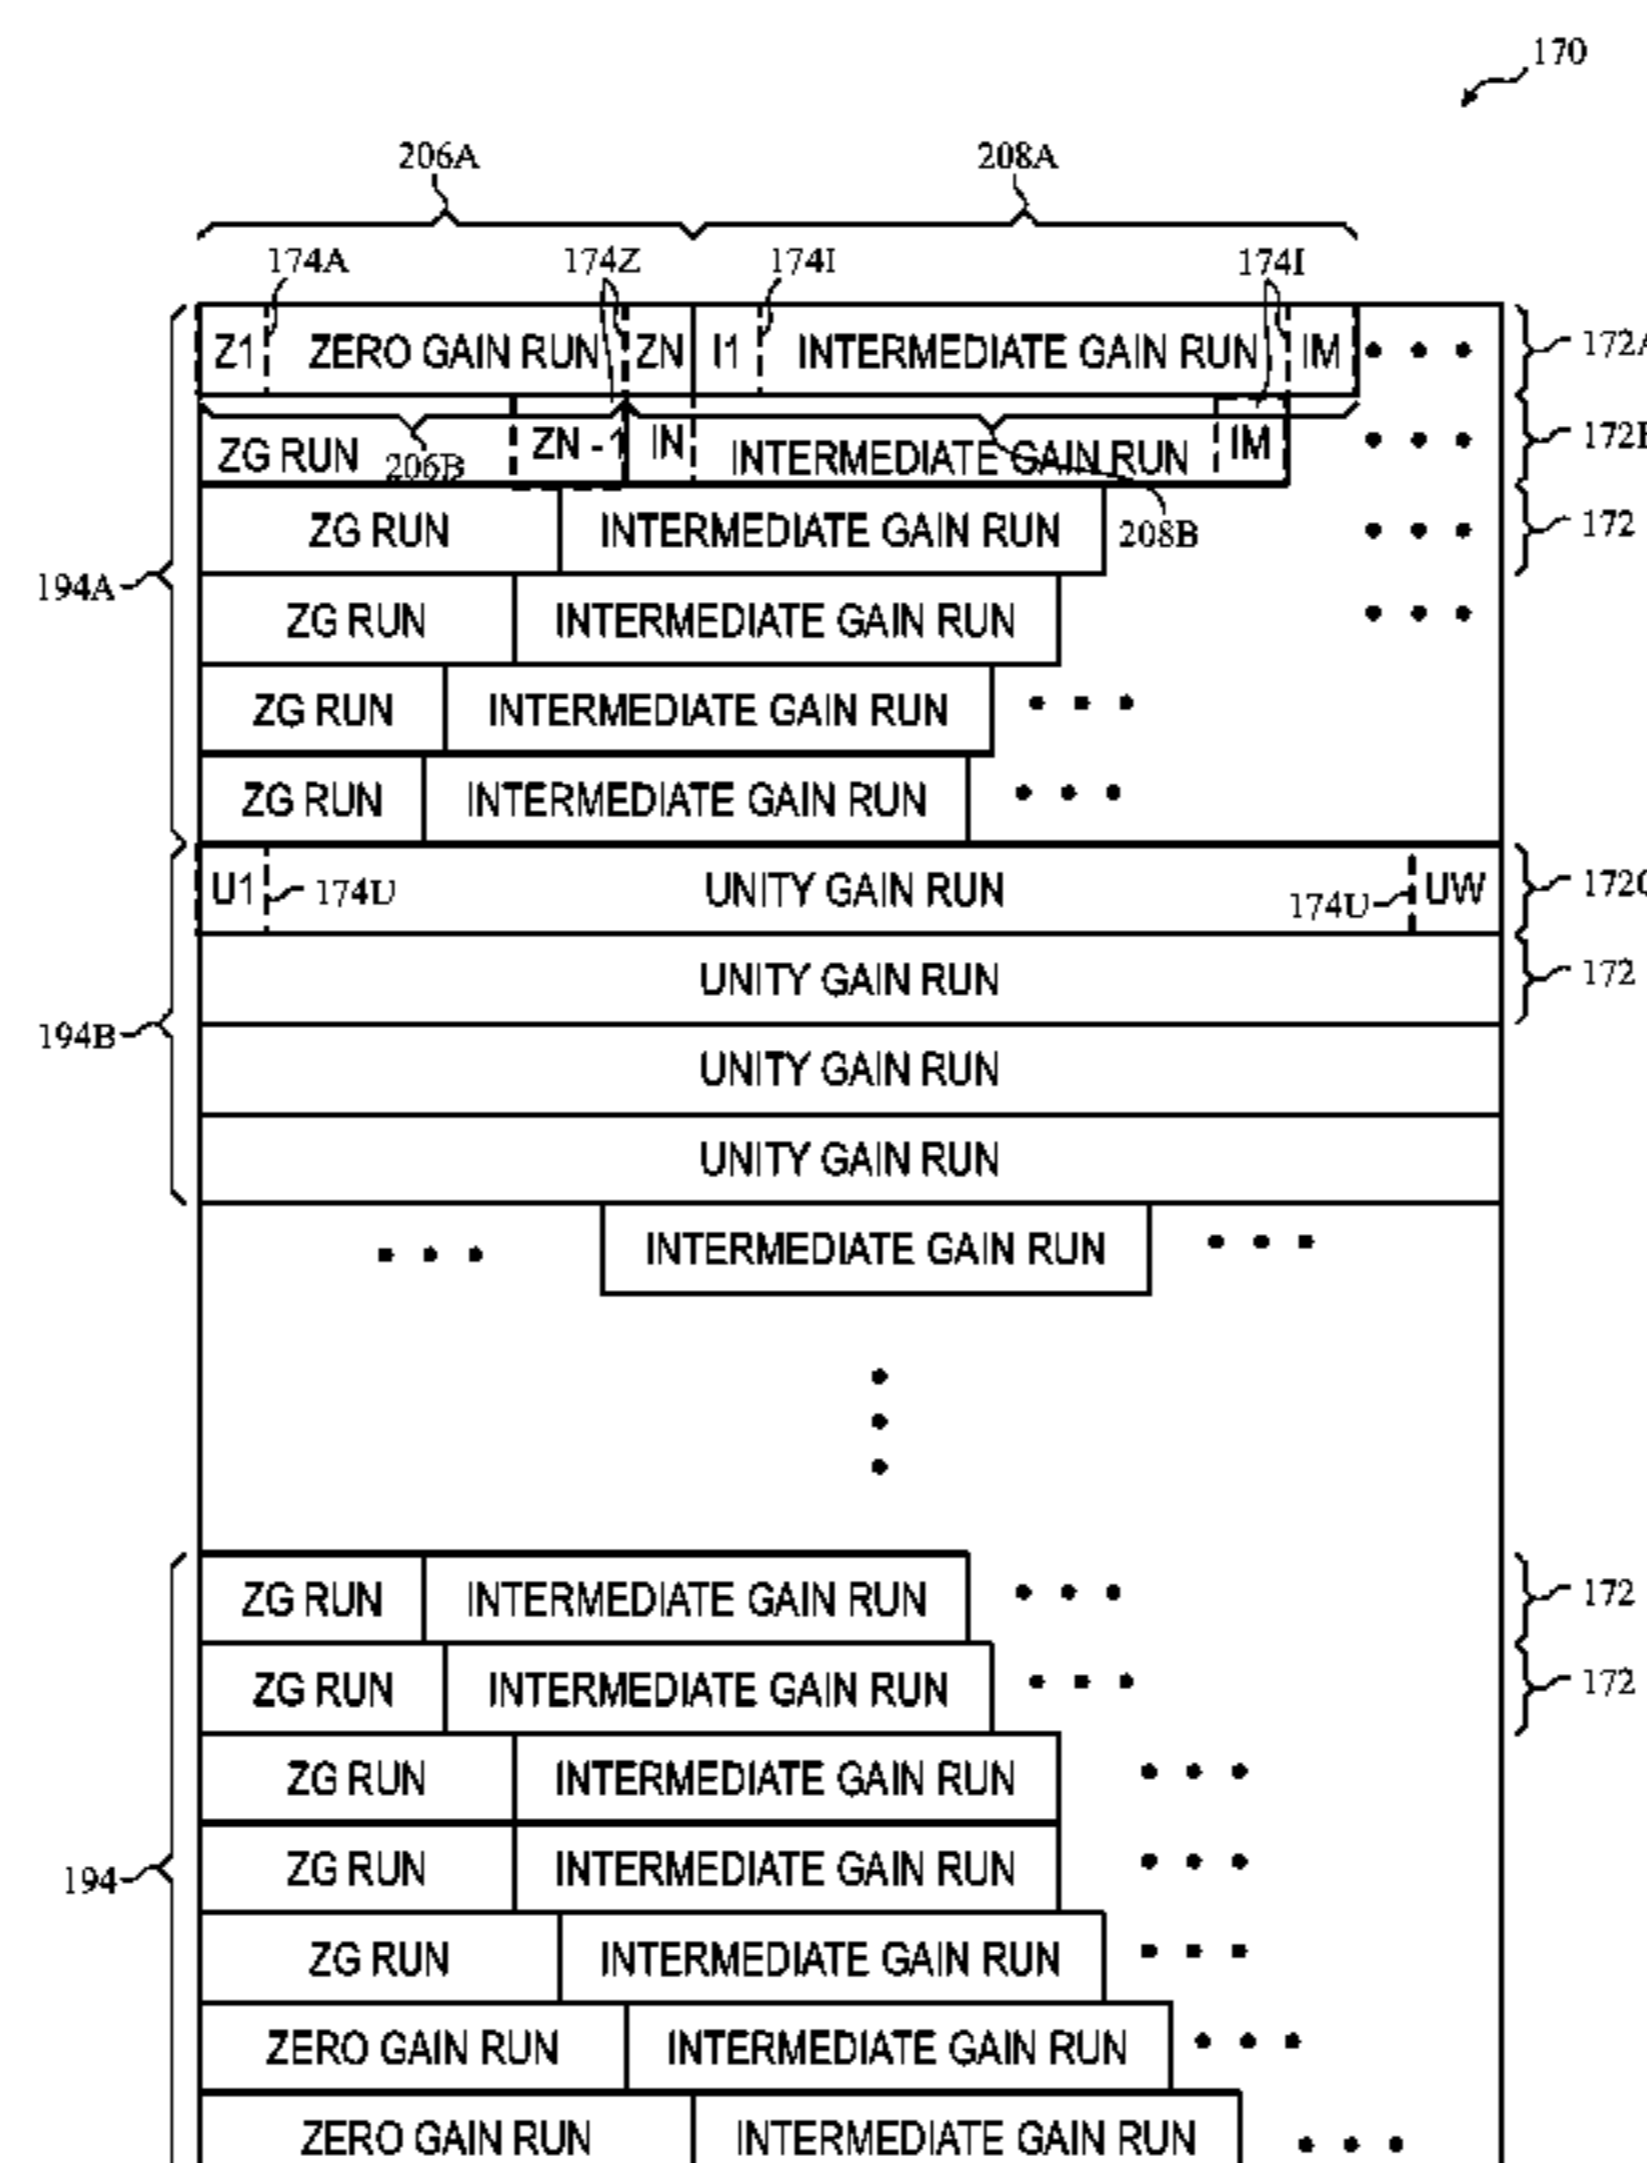 170
206A 208A
174A 174Z 174I 174I
Z1 ZERO GAIN RUN ZN I1 INTERMEDIATE GAIN RUN IM 172A
ZG RUN 206B ZN - 1 IN INTERMEDIATE GAIN RUN IM 172B
ZG RUN INTERMEDIATE GAIN RUN 208B 172
194A ZG RUN INTERMEDIATE GAIN RUN
ZG RUN INTERMEDIATE GAIN RUN
ZG RUN INTERMEDIATE GAIN RUN
U1 174U UNITY GAIN RUN 174U UW 172C
UNITY GAIN RUN 172
194B UNITY GAIN RUN
UNITY GAIN RUN
INTERMEDIATE GAIN RUN
ZG RUN INTERMEDIATE GAIN RUN 172
ZG RUN INTERMEDIATE GAIN RUN 172
ZG RUN INTERMEDIATE GAIN RUN
194 ZG RUN INTERMEDIATE GAIN RUN
ZG RUN INTERMEDIATE GAIN RUN
ZERO GAIN RUN INTERMEDIATE GAIN RUN
ZERO GAIN RUN INTERMEDIATE GAIN RUN